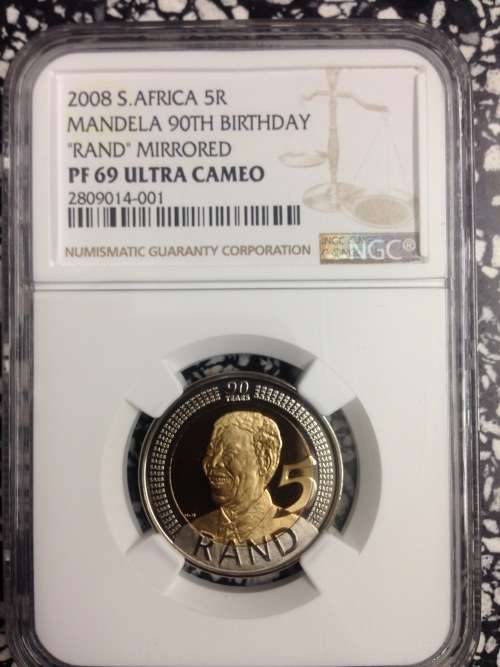 2008 S.AFRICA 5R
MANDELA 90TH BIRTHDAY
"RAND" MIRRORED
PF 69 ULTRA CAMEO
2809014-001
NUMISMATIC GUARANTY CORPORATION
NGC®
90
YEARS
5
RAND